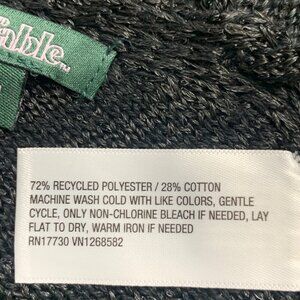 fable™
72% RECYCLED POLYESTER / 28% COTTON
MACHINE WASH COLD WITH LIKE COLORS, GENTLE
CYCLE, ONLY NON-CHLORINE BLEACH IF NEEDED, LAY
FLAT TO DRY, WARM IRON IF NEEDED
RN17730 VN1268582